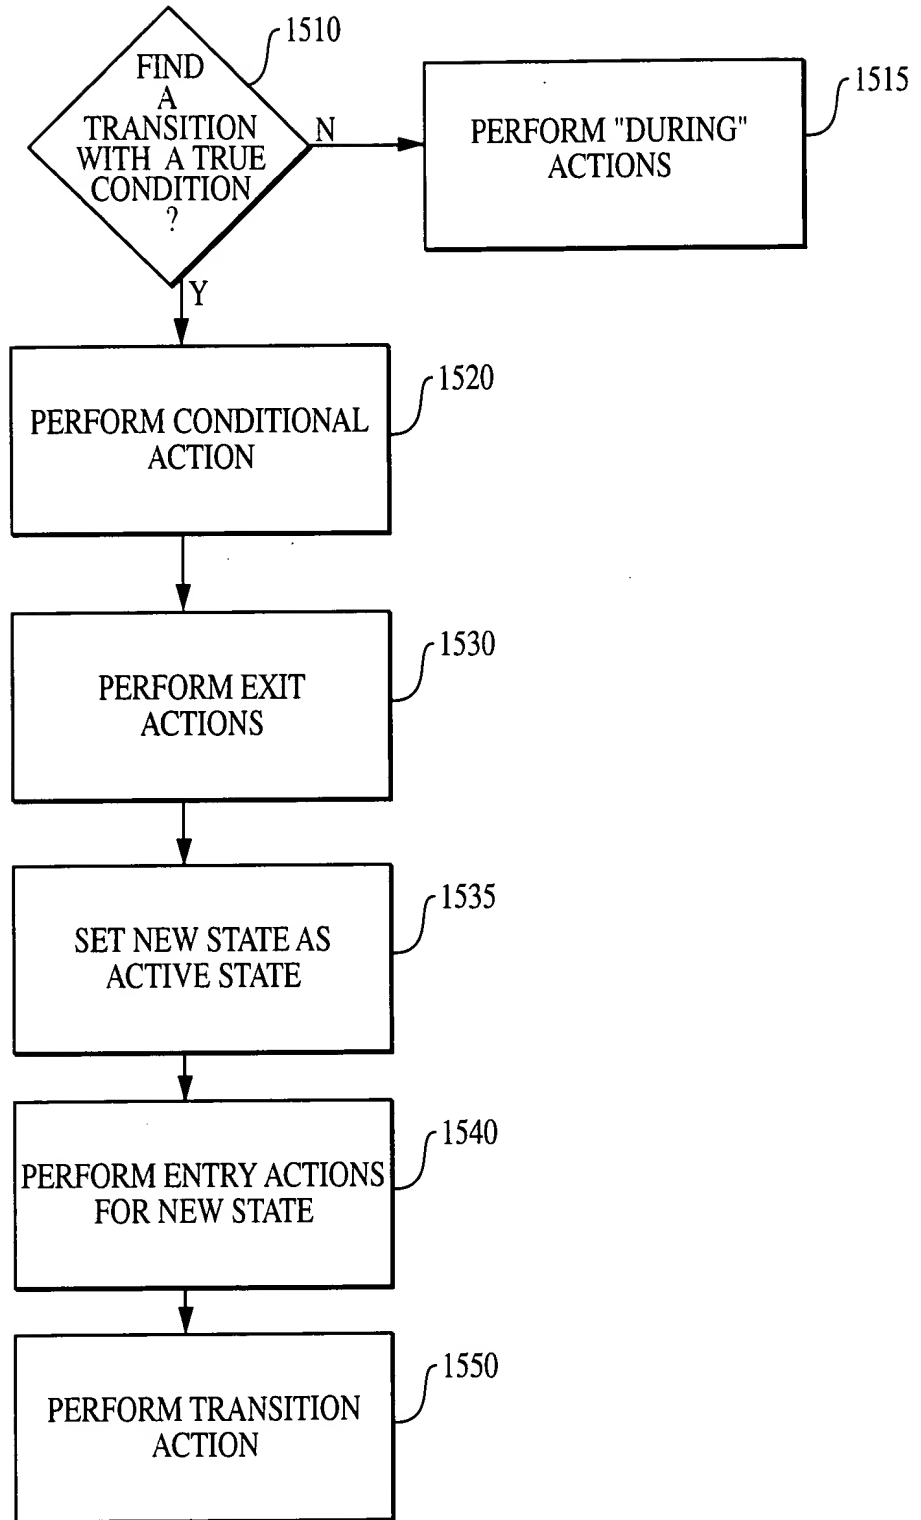 1510
FIND
A
TRANSITION
WITH A TRUE
CONDITION
?
N
Y
1515
PERFORM "DURING"
ACTIONS
1520
PERFORM CONDITIONAL
ACTION
1530
PERFORM EXIT
ACTIONS
1535
SET NEW STATE AS
ACTIVE STATE
1540
PERFORM ENTRY ACTIONS
FOR NEW STATE
1550
PERFORM TRANSITION
ACTION